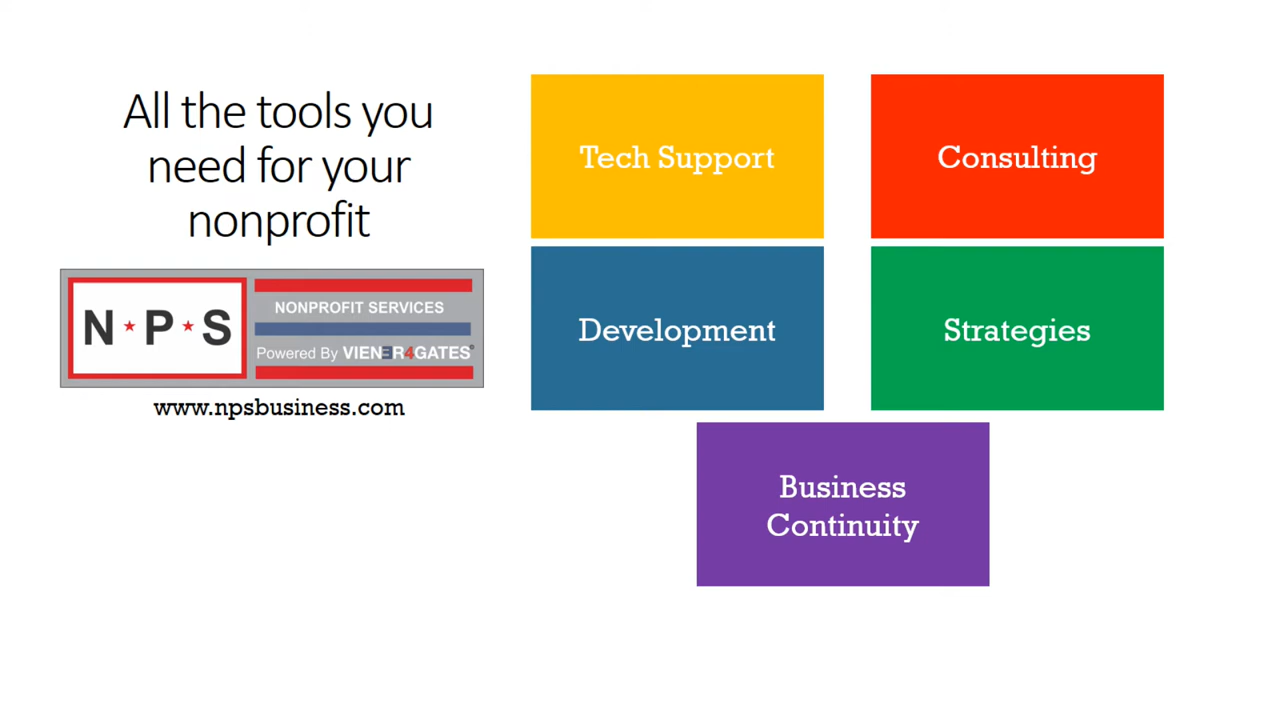 All the tools you
need for your
nonprofit
N★P★S
NONPROFIT SERVICES
Powered By VIENER4GATES®
www.npsbusiness.com
Tech Support
Consulting
Development
Strategies
Business
Continuity